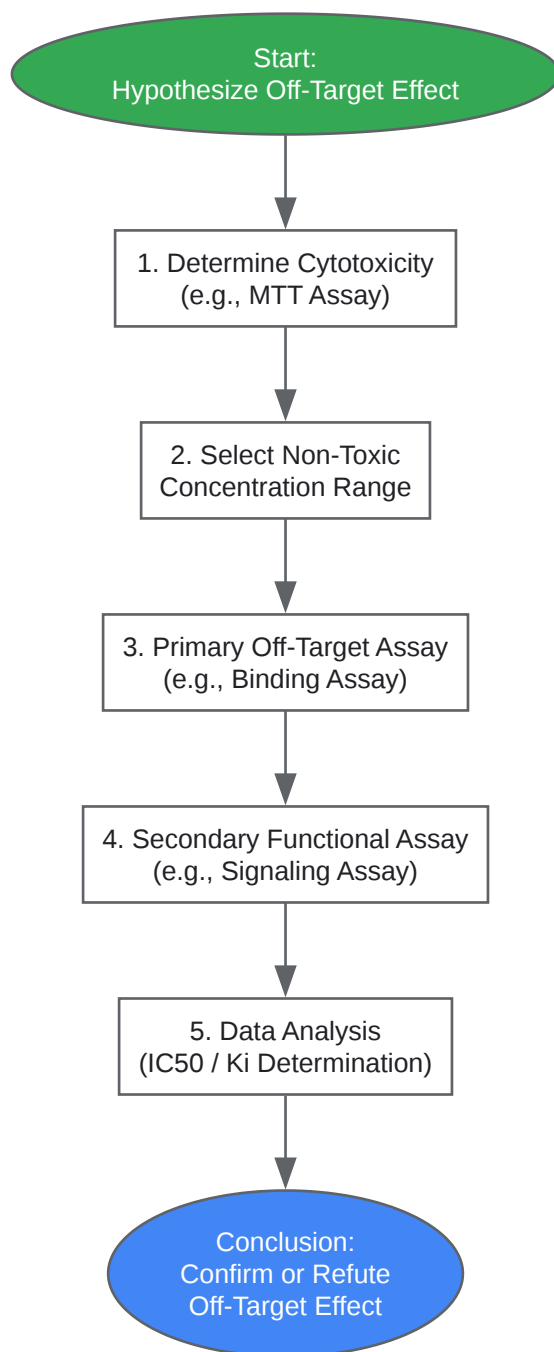 Start:
Hypothesize Off-Target Effect
1. Determine Cytotoxicity
(e.g., MTT Assay)
2. Select Non-Toxic
Concentration Range
3. Primary Off-Target Assay
(e.g., Binding Assay)
4. Secondary Functional Assay
(e.g., Signaling Assay)
5. Data Analysis
(IC50 / Ki Determination)
Conclusion:
Confirm or Refute
Off-Target Effect